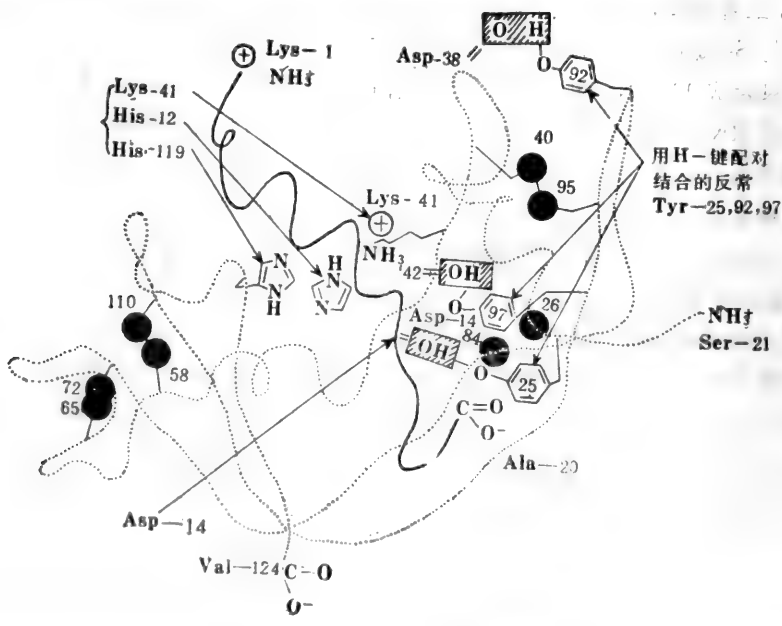 Lys-1
NH₃⁺
Lys-41
His-12
His-119
Asp-38
O H
O
92
40
95
用H-键配对
结合的反常
Tyr-25,92,97
Lys-41
NH₃
42
OH
N
N
H
H
N
N
O
97
26
Asp-14
84
OH
O
25
NH₃⁺
Ser-21
110
58
72
65
C=O
O⁻
Ala-20
Asp-14
Val-124
C-O
O⁻